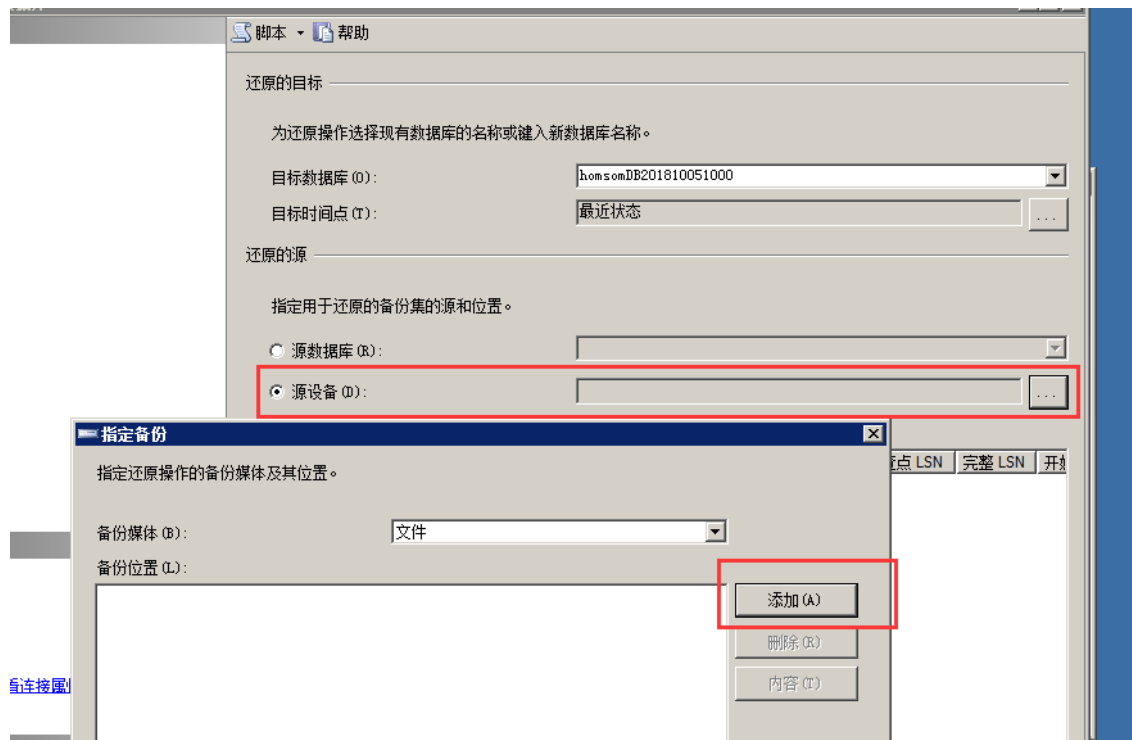 脚本 帮助
还原的目标
为还原操作选择现有数据库的名称或键入新数据库名称。
目标数据库(O): homsomDB201810051000
目标时间点(T): 最近状态 ...
还原的源
指定用于还原的备份集的源和位置。
源数据库(R):
源设备(D): ...
指定备份
指定还原操作的备份媒体及其位置。
点 LSN 完整 LSN
备份媒体(B): 文件
备份位置(L):
添加(A)
删除(R)
内容(T)
看连接属